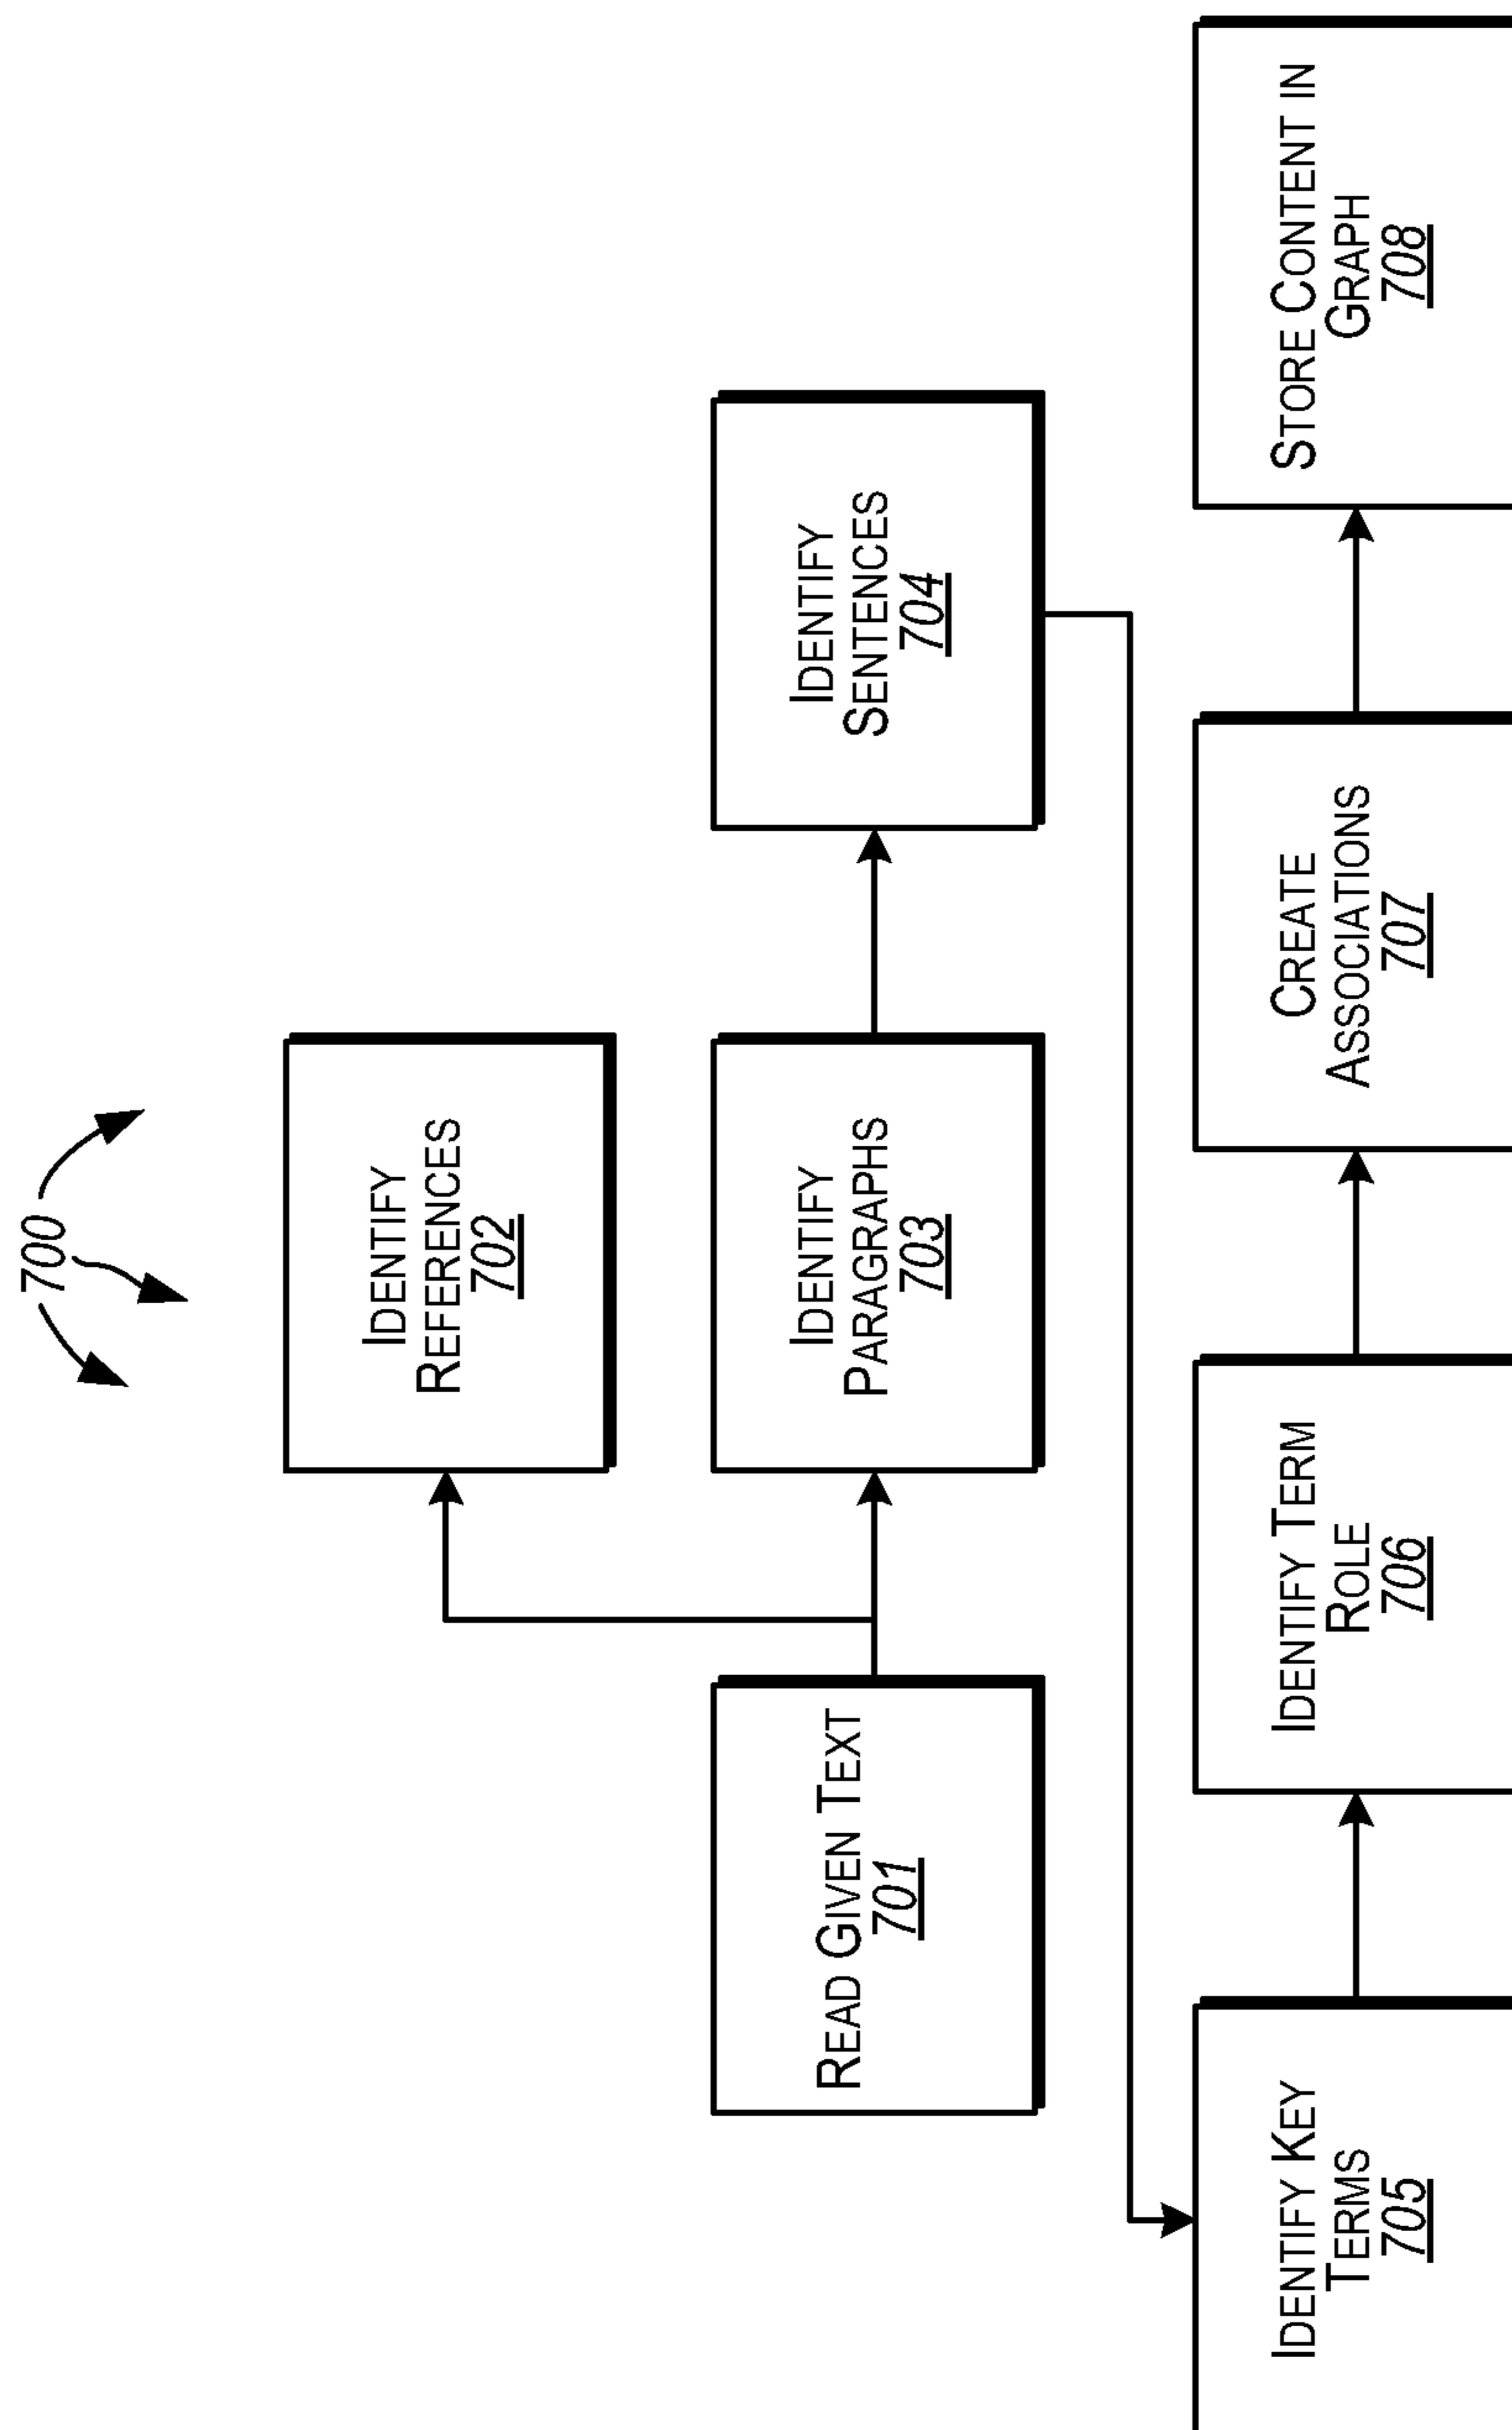 700
IDENTIFY
REFERENCES
702
READ GIVEN TEXT
701
IDENTIFY
PARAGRAPHS
703
IDENTIFY
SENTENCES
704
IDENTIFY KEY
TERMS
705
IDENTIFY TERM
ROLE
706
CREATE
ASSOCIATIONS
707
STORE CONTENT IN
GRAPH
708